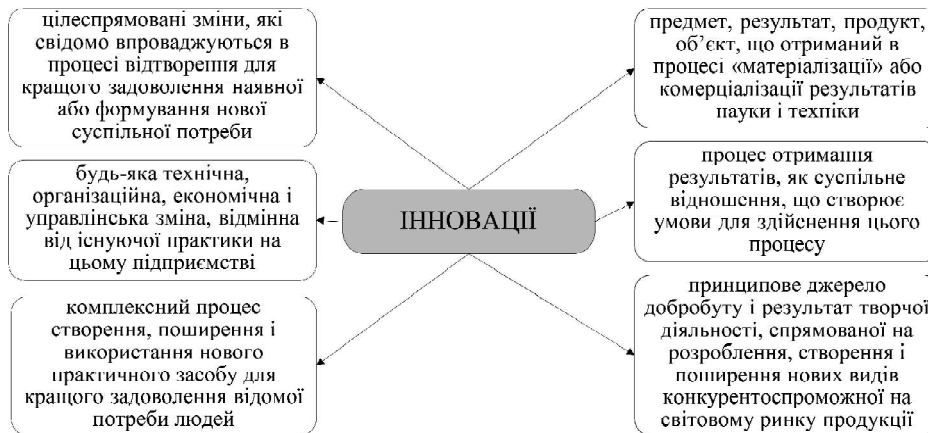 цілеспрямовані зміни, які
свідомо впроваджуються в
процесі відтворення для
кращого задоволення наявної
або формування нової
суспільної потреби
будь-яка технічна,
організаційна, економічна і
управлінська зміна, відмінна
від існуючої практики на
цьому підприємстві
комплексний процес
створення, поширення і
використання нового
практичного засобу для
кращого задоволення відомої
потреби людей
ІННОВАЦІЇ
предмет, результат, продукт,
об’єкт, що отриманий в
процесі «матеріалізації» або
комерціалізації результатів
науки і техніки
процес отримання
результатів, як суспільне
відношення, що створює
умови для здійснення цього
процесу
принципове джерело
добробуту і результат творчої
діяльності, спрямованої на
розроблення, створення і
поширення нових видів
конкурентоспроможної на
світовому ринку продукції